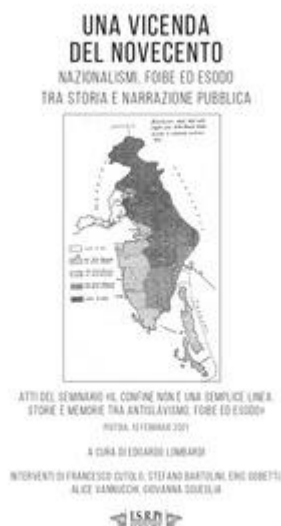 UNA VICENDA
DEL NOVECENTO
NAZIONALISMI, FOIBE ED ESODO
TRA STORIA E NARRAZIONE PUBBLICA
ATTI DEL SEMINARIO «IL CONFINE NON È UNA SEMPLICE LINEA.
STORIE E MEMORIE TRA ANTISLAVISMO, FOIBE ED ESODO»
PISTOIA, 10 FEBBRAIO 2021
A CURA DI EDOARDO LOMBARDI
INTERVENTI DI FRANCESCO CUTOLO, STEFANO BARTOLINI, ERIC GOBETTI,
ALICE VANNUCCHI, GIOVANNA SQUEGLIA
I.S.R.Pt